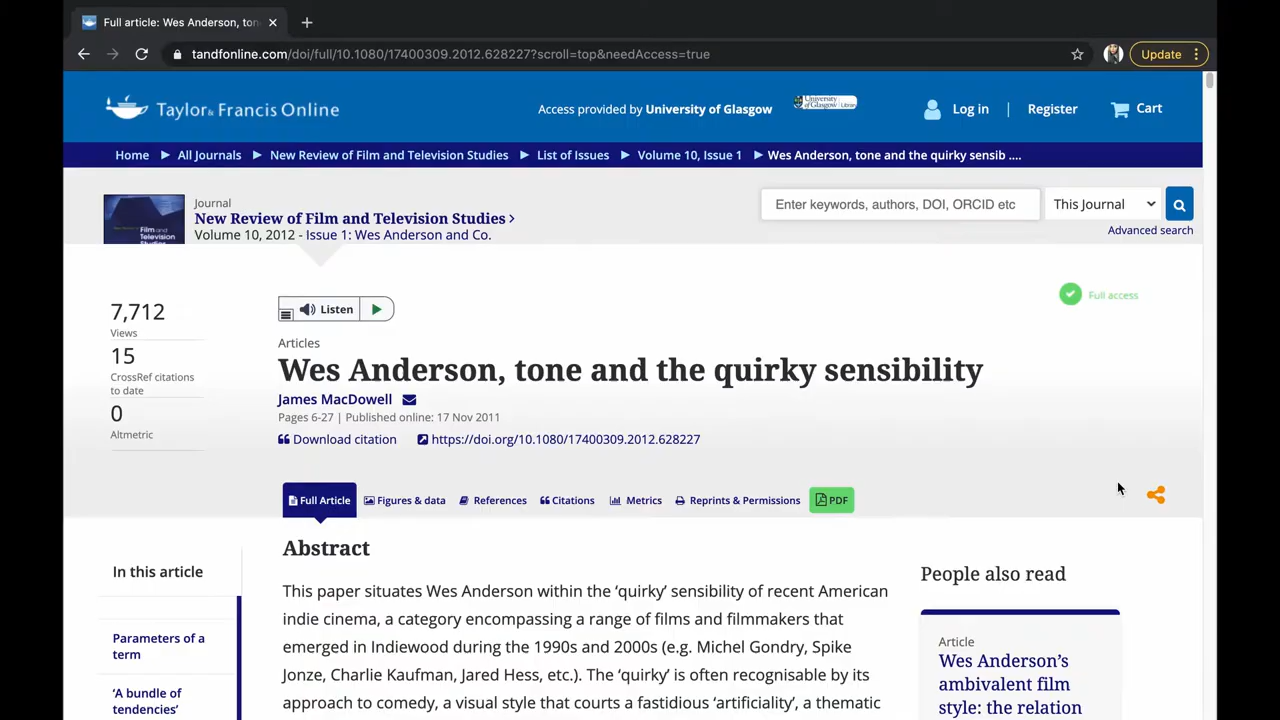 Full article: Wes Anderson, ton
tandfonline.com/doi/full/10.1080/17400309.2012.628227?scroll=top&needAccess=true
Update
Taylor & Francis Online
Access provided by University of Glasgow
University of Glasgow Library
Log in | Register
Cart
Home
All Journals
New Review of Film and Television Studies
List of Issues
Volume 10, Issue 1
Wes Anderson, tone and the quirky sensib ....
Film and Television
Journal
New Review of Film and Television Studies
Volume 10, 2012 - Issue 1: Wes Anderson and Co.
Enter keywords, authors, DOI, ORCID etc
This Journal
Advanced search
7,712
Views
15
CrossRef citations
to date
0
Altmetric
Listen
Full access
Articles
Wes Anderson, tone and the quirky sensibility
James MacDowell
Pages 6-27 | Published online: 17 Nov 2011
Download citation
https://doi.org/10.1080/17400309.2012.628227
Full Article
Figures & data
References
Citations
Metrics
Reprints & Permissions
PDF
In this article
Parameters of a
term
‘A bundle of
tendencies’
Abstract
This paper situates Wes Anderson within the ‘quirky’ sensibility of recent American
indie cinema, a category encompassing a range of films and filmmakers that
emerged in Indiewood during the 1990s and 2000s (e.g. Michel Gondry, Spike
Jonze, Charlie Kaufman, Jared Hess, etc.). The ‘quirky’ is often recognisable by its
approach to comedy, a visual style that courts a fastidious ‘artificiality’, a thematic
People also read
Article
Wes Anderson’s
ambivalent film
style: the relation